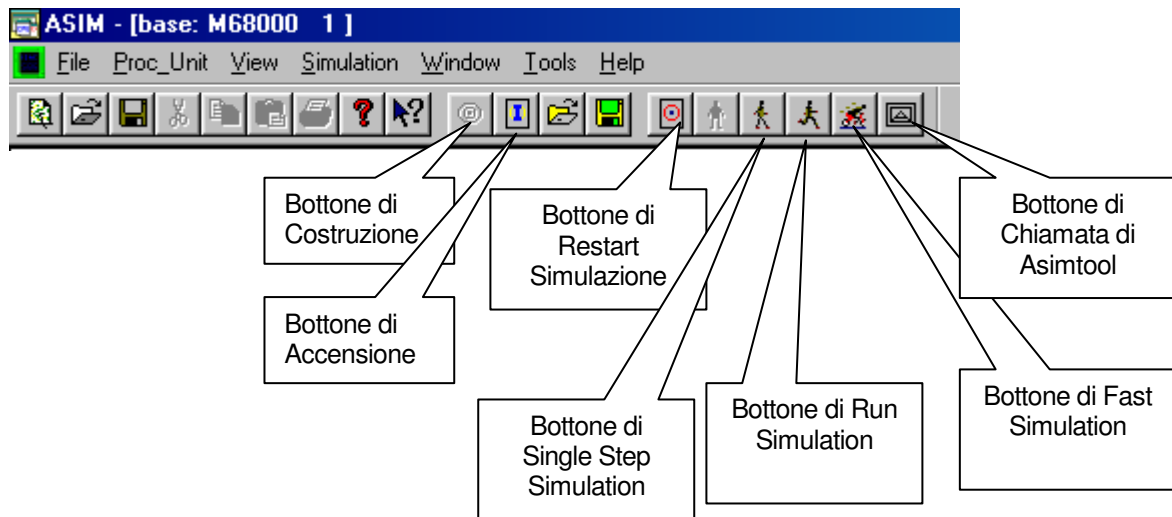 ASIM - [base: M68000 1 ]
File Proc_Unit View Simulation Window Tools Help
Bottone di
Costruzione
Bottone di
Restart
Simulazione
Bottone di
Chiamata di
Asimtool
Bottone di
Accensione
Bottone di
Single Step
Simulation
Bottone di Run
Simulation
Bottone di Fast
Simulation